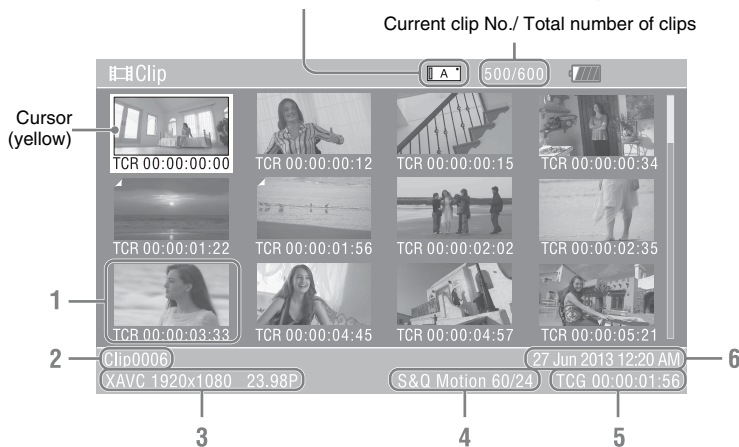 Current clip No./ Total number of clips
Clip
A
500/600
Cursor
(yellow)
TCR 00:00:00:00
TCR 00:00:00:12
TCR 00:00:00:15
TCR 00:00:00:34
TCR 00:00:01:22
TCR 00:00:01:56
TCR 00:00:02:02
TCR 00:00:02:35
1
TCR 00:00:03:33
TCR 00:00:04:45
TCR 00:00:04:57
TCR 00:00:05:21
2
Clip0006
27 Jun 2013 12:20 AM
6
XAVC 1920x1080 23.98P
S&Q Motion 60/24
TCG 00:00:01:56
3
4
5